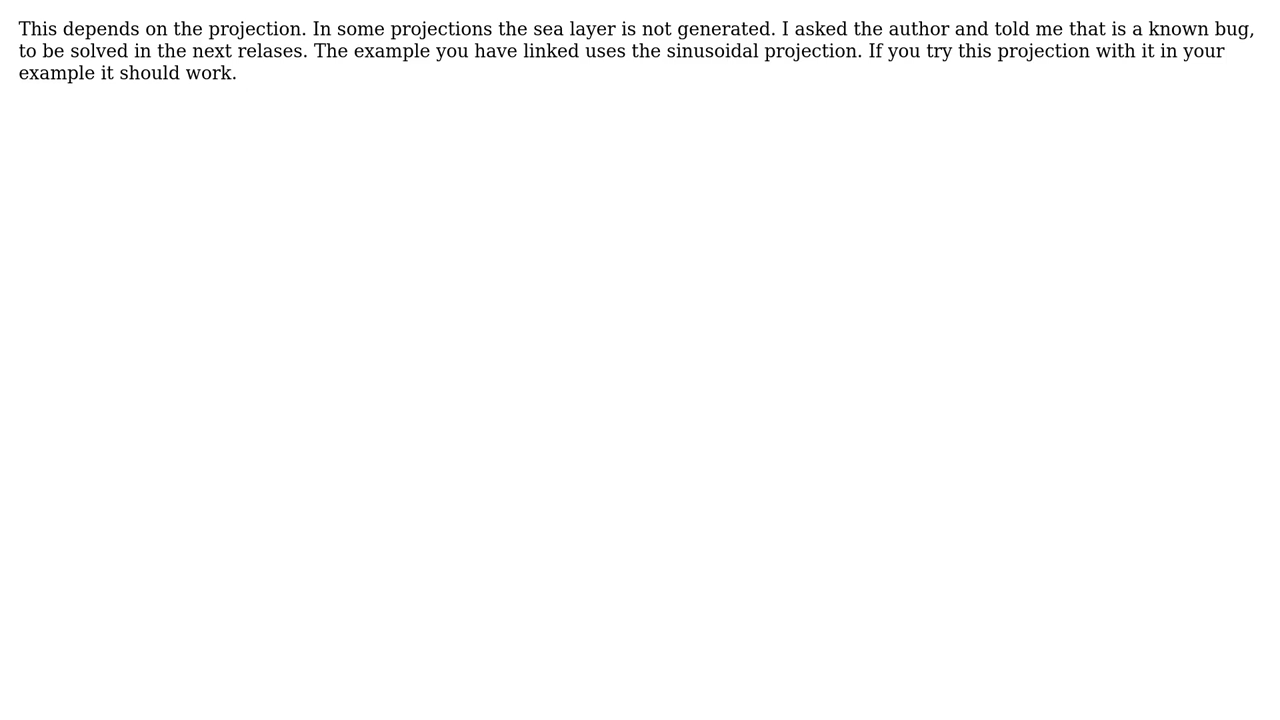 This depends on the projection. In some projections the sea layer is not generated. I asked the author and told me that is a known bug,
to be solved in the next relases. The example you have linked uses the sinusoidal projection. If you try this projection with it in your
example it should work.